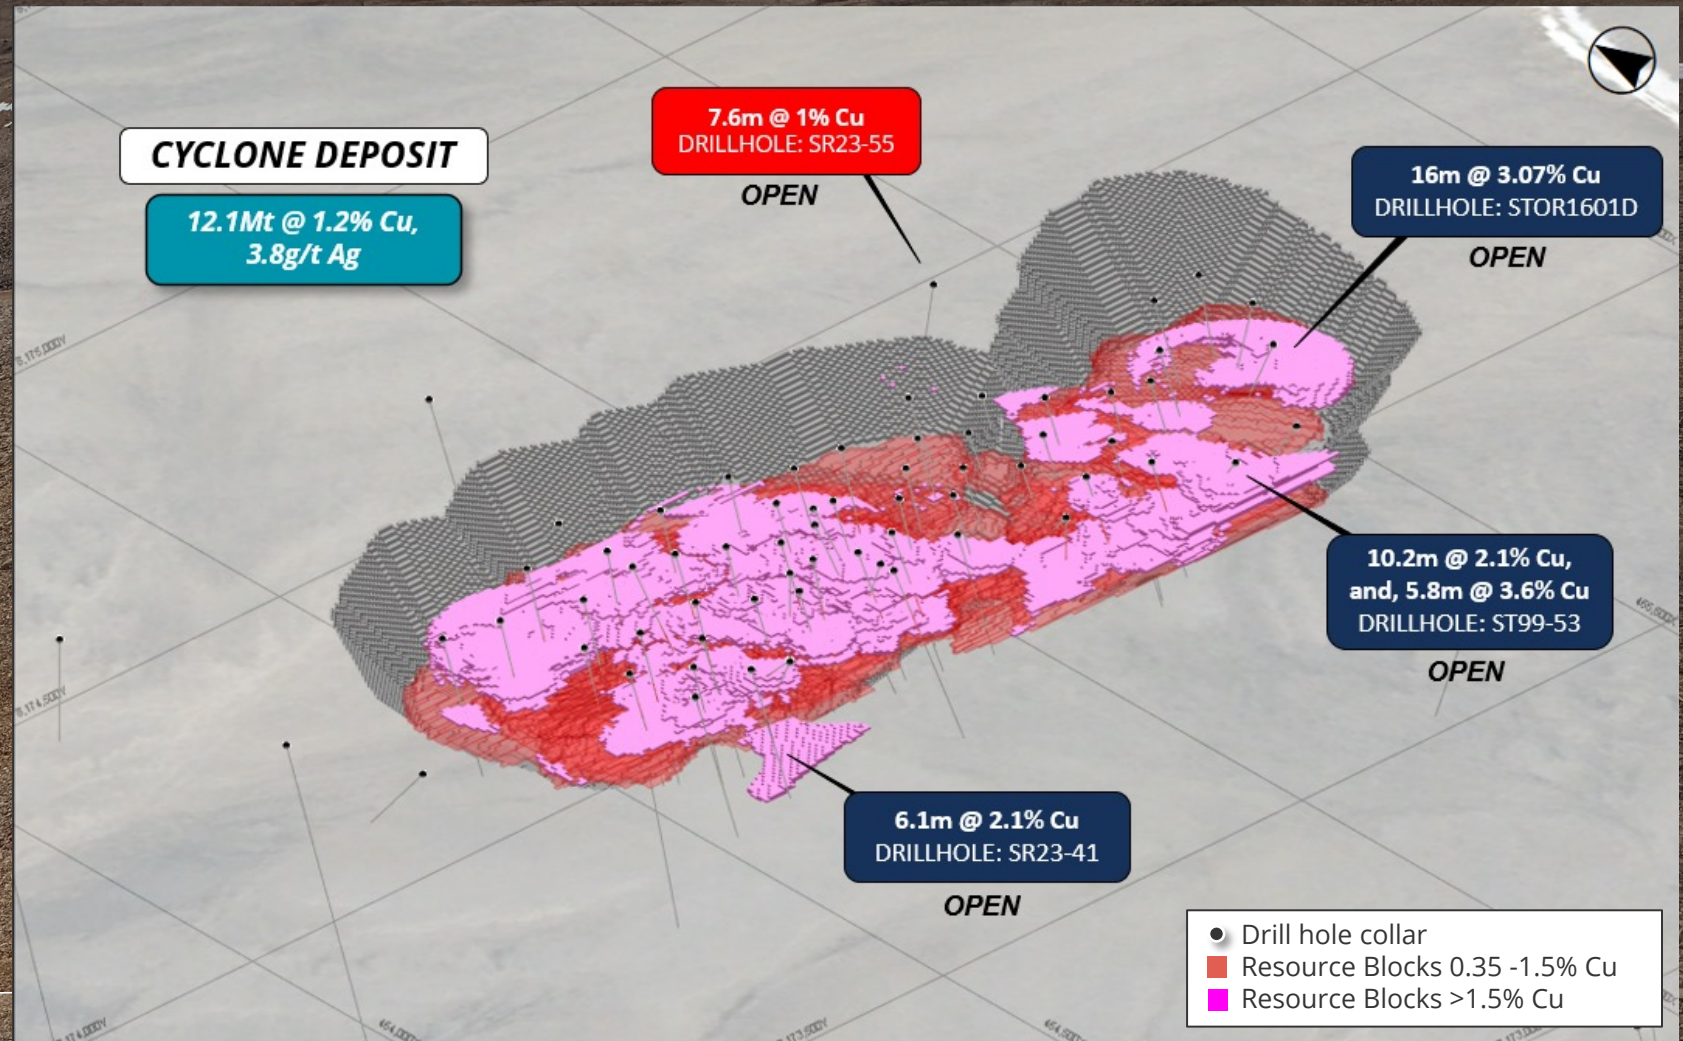 CYCLONE DEPOSIT
12.1Mt @ 1.2% Cu,
3.8g/t Ag
7.6m @ 1% Cu
DRILLHOLE: SR23-55
OPEN
16m @ 3.07% Cu
DRILLHOLE: STOR1601D
OPEN
10.2m @ 2.1% Cu,
and, 5.8m @ 3.6% Cu
DRILLHOLE: ST99-53
OPEN
6.1m @ 2.1% Cu
DRILLHOLE: SR23-41
OPEN
Drill hole collar
Resource Blocks 0.35 -1.5% Cu
Resource Blocks >1.5% Cu